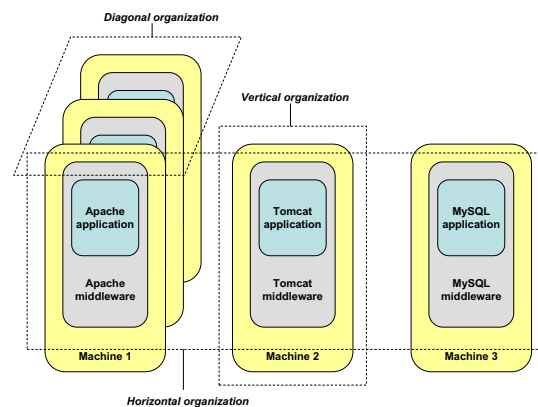 Diagonal organization
Vertical organization
Apache
application
Tomcat
application
MySQL
application
Apache
middleware
Tomcat
middleware
MySQL
middleware
Machine 1
Machine 2
Machine 3
Horizontal organization